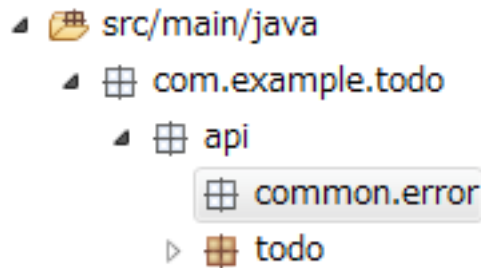 src/main/java
com.example.todo
api
common.error
todo